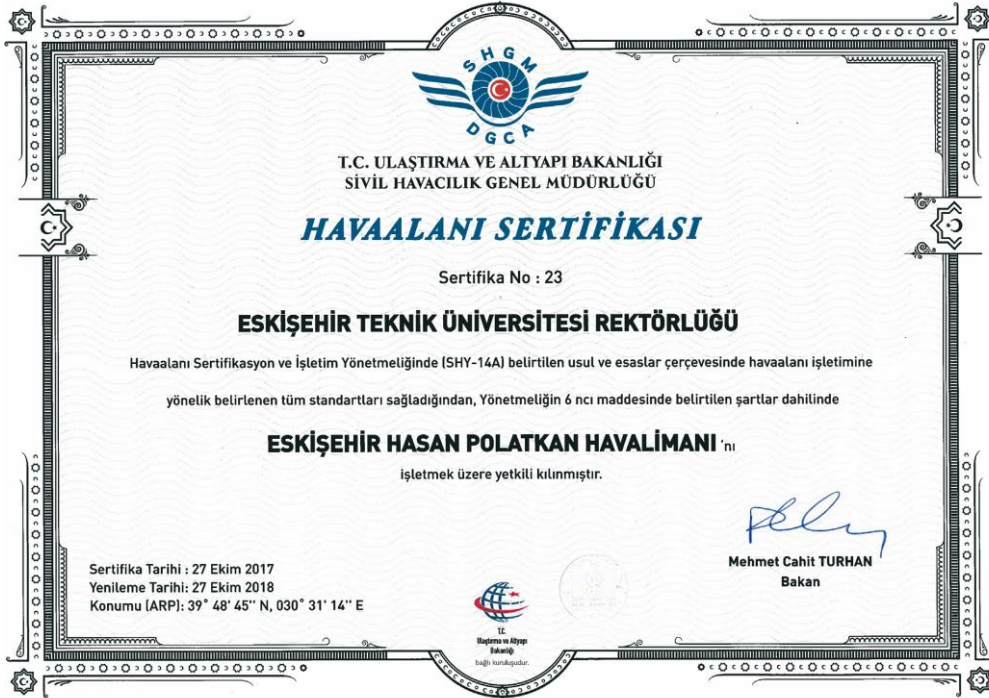 SHGM
DGCA
T.C. ULAŞTIRMA VE ALTYAPI BAKANLIĞI
SİVİL HAVACILIK GENEL MÜDÜRLÜĞÜ
HAVAALANI SERTİFİKASI
Sertifika No : 23
ESKİŞEHİR TEKNİK ÜNİVERSİTESİ REKTÖRLÜĞÜ
Havaalanı Sertifikasyon ve İşletim Yönetmeliğinde (SHY-14A) belirtilen usul ve esaslar çerçevesinde havaalanı işletimine
yönelik belirlenen tüm standartları sağladığından, Yönetmeliğin 6 ncı maddesinde belirtilen şartlar dahilinde
ESKİŞEHİR HASAN POLATKAN HAVALİMANI 'nı
işletmek üzere yetkili kılınmıştır.
Mehmet Cahit TURHAN
Bakan
Sertifika Tarihi : 27 Ekim 2017
Yenileme Tarihi: 27 Ekim 2018
Konumu (ARP): 39° 48' 45'' N, 030° 31' 14'' E
T.C.
Ulaştırma ve Altyapı
Bakanlığı
bağlı kuruluşudur.